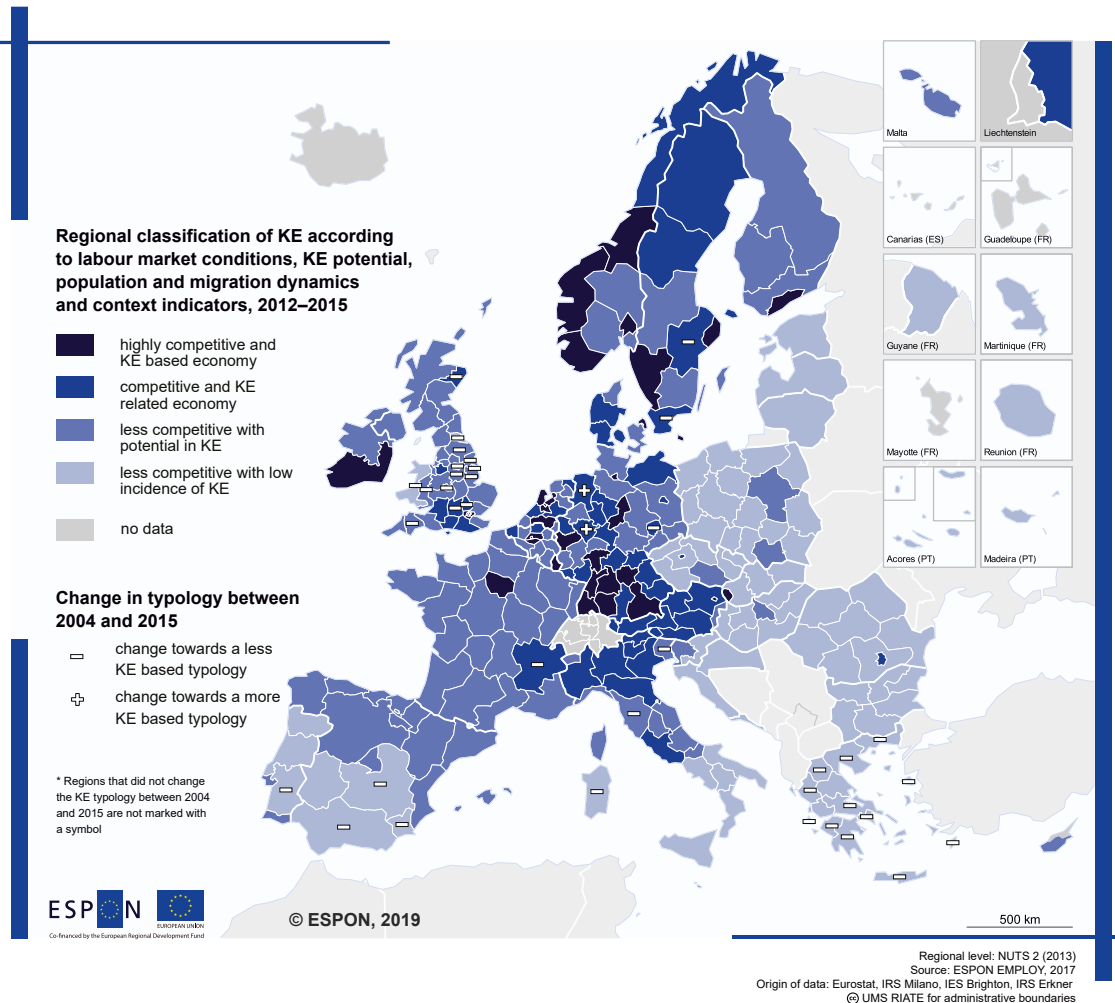 Regional classification of KE according
to labour market conditions, KE potential,
population and migration dynamics
and context indicators, 2012–2015
highly competitive and
KE based economy
competitive and KE
related economy
less competitive with
potential in KE
less competitive with low
incidence of KE
no data
Change in typology between
2004 and 2015
change towards a less
KE based typology
change towards a more
KE based typology
* Regions that did not change
the KE typology between 2004
and 2015 are not marked with
a symbol
Malta
Liechtenstein
Canarias (ES)
Guadeloupe (FR)
Guyane (FR)
Martinique (FR)
Mayotte (FR)
Reunion (FR)
Acores (PT)
Madeira (PT)
ESPON
EUROPEAN UNION
Co-financed by the European Regional Development Fund
© ESPON, 2019
500 km
Regional level: NUTS 2 (2013)
Source: ESPON EMPLOY, 2017
Origin of data: Eurostat, IRS Milano, IES Brighton, IRS Erkner
cc UMS RIATE for administrative boundaries